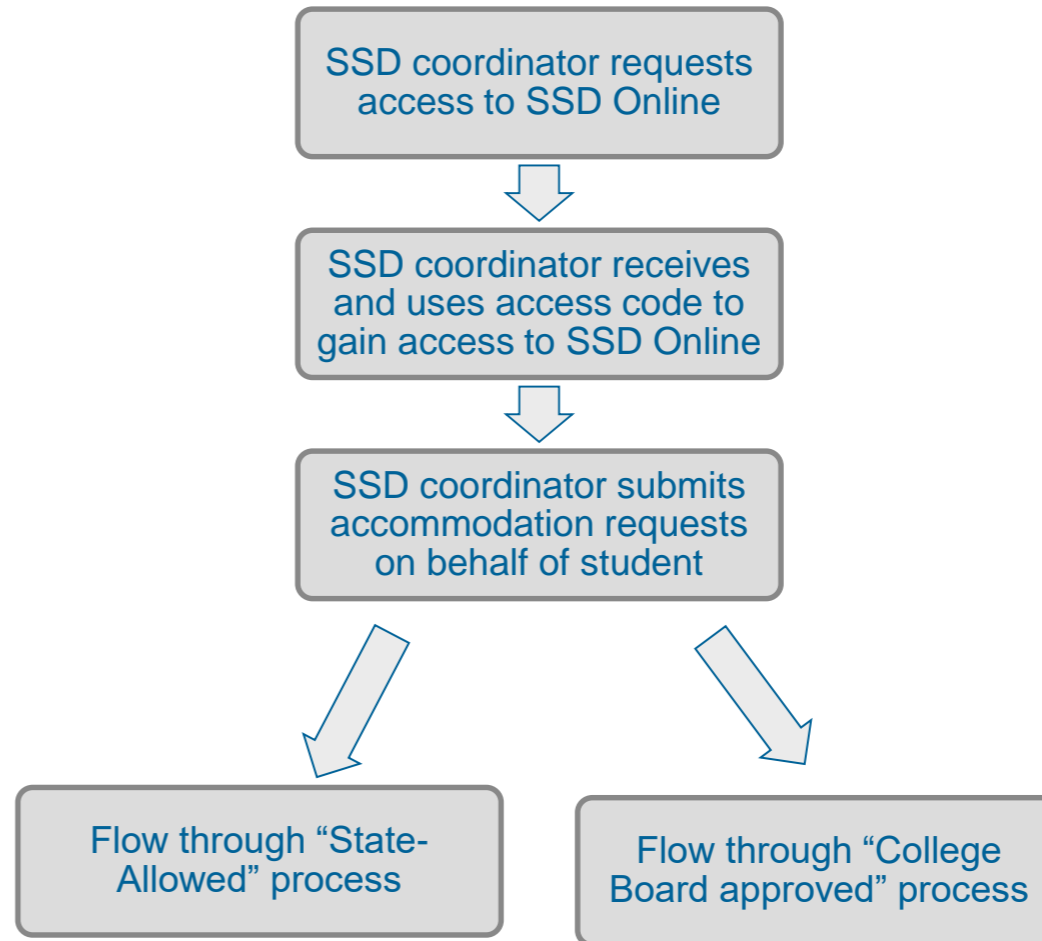 SSD coordinator requests
access to SSD Online
SSD coordinator receives
and uses access code to
gain access to SSD Online
SSD coordinator submits
accommodation requests
on behalf of student
Flow through “State-
Allowed” process
Flow through “College
Board approved” process